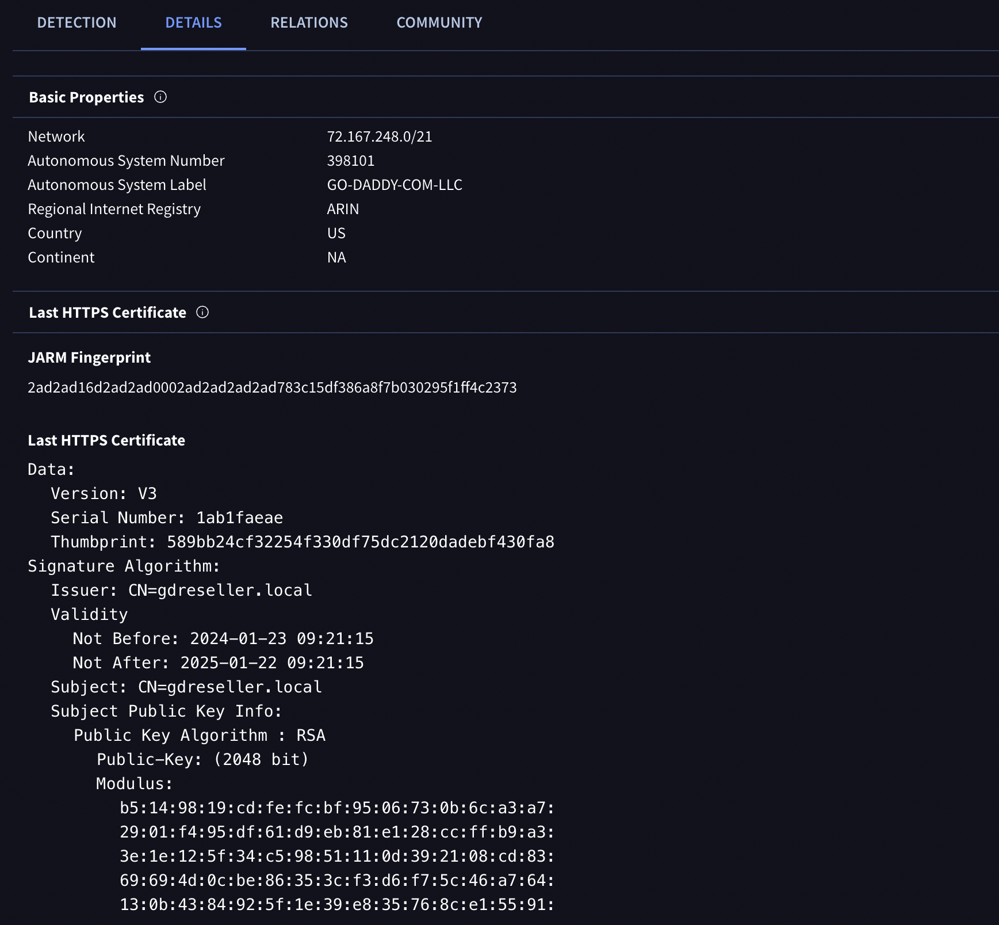 DETECTION DETAILS RELATIONS COMMUNITY
Basic Properties
Network 72.167.248.0/21
Autonomous System Number 398101
Autonomous System Label GO-DADDY-COM-LLC
Regional Internet Registry ARIN
Country US
Continent NA
Last HTTPS Certificate
JARM Fingerprint
2ad2ad16d2ad2ad0002ad2ad2ad2ad783c15df386a8f7b030295f1ff4c2373
Last HTTPS Certificate
Data:
Version: V3
Serial Number: 1ab1faeae
Thumbprint: 589bb24cf32254f330df75dc2120dadebf430fa8
Signature Algorithm:
Issuer: CN=gdreseller.local
Validity
Not Before: 2024-01-23 09:21:15
Not After: 2025-01-22 09:21:15
Subject: CN=gdreseller.local
Subject Public Key Info:
Public Key Algorithm : RSA
Public-Key: (2048 bit)
Modulus:
b5:14:98:19:cd:fe:fc:bf:95:06:73:0b:6c:a3:a7:
29:01:f4:95:df:61:d9:eb:81:e1:28:cc:ff:b9:a3:
3e:1e:12:5f:34:c5:98:51:11:0d:39:21:08:cd:83:
69:69:4d:0c:be:86:35:3c:f3:d6:f7:5c:46:a7:64:
13:0b:43:84:92:5f:1e:39:e8:35:76:8c:e1:55:91: